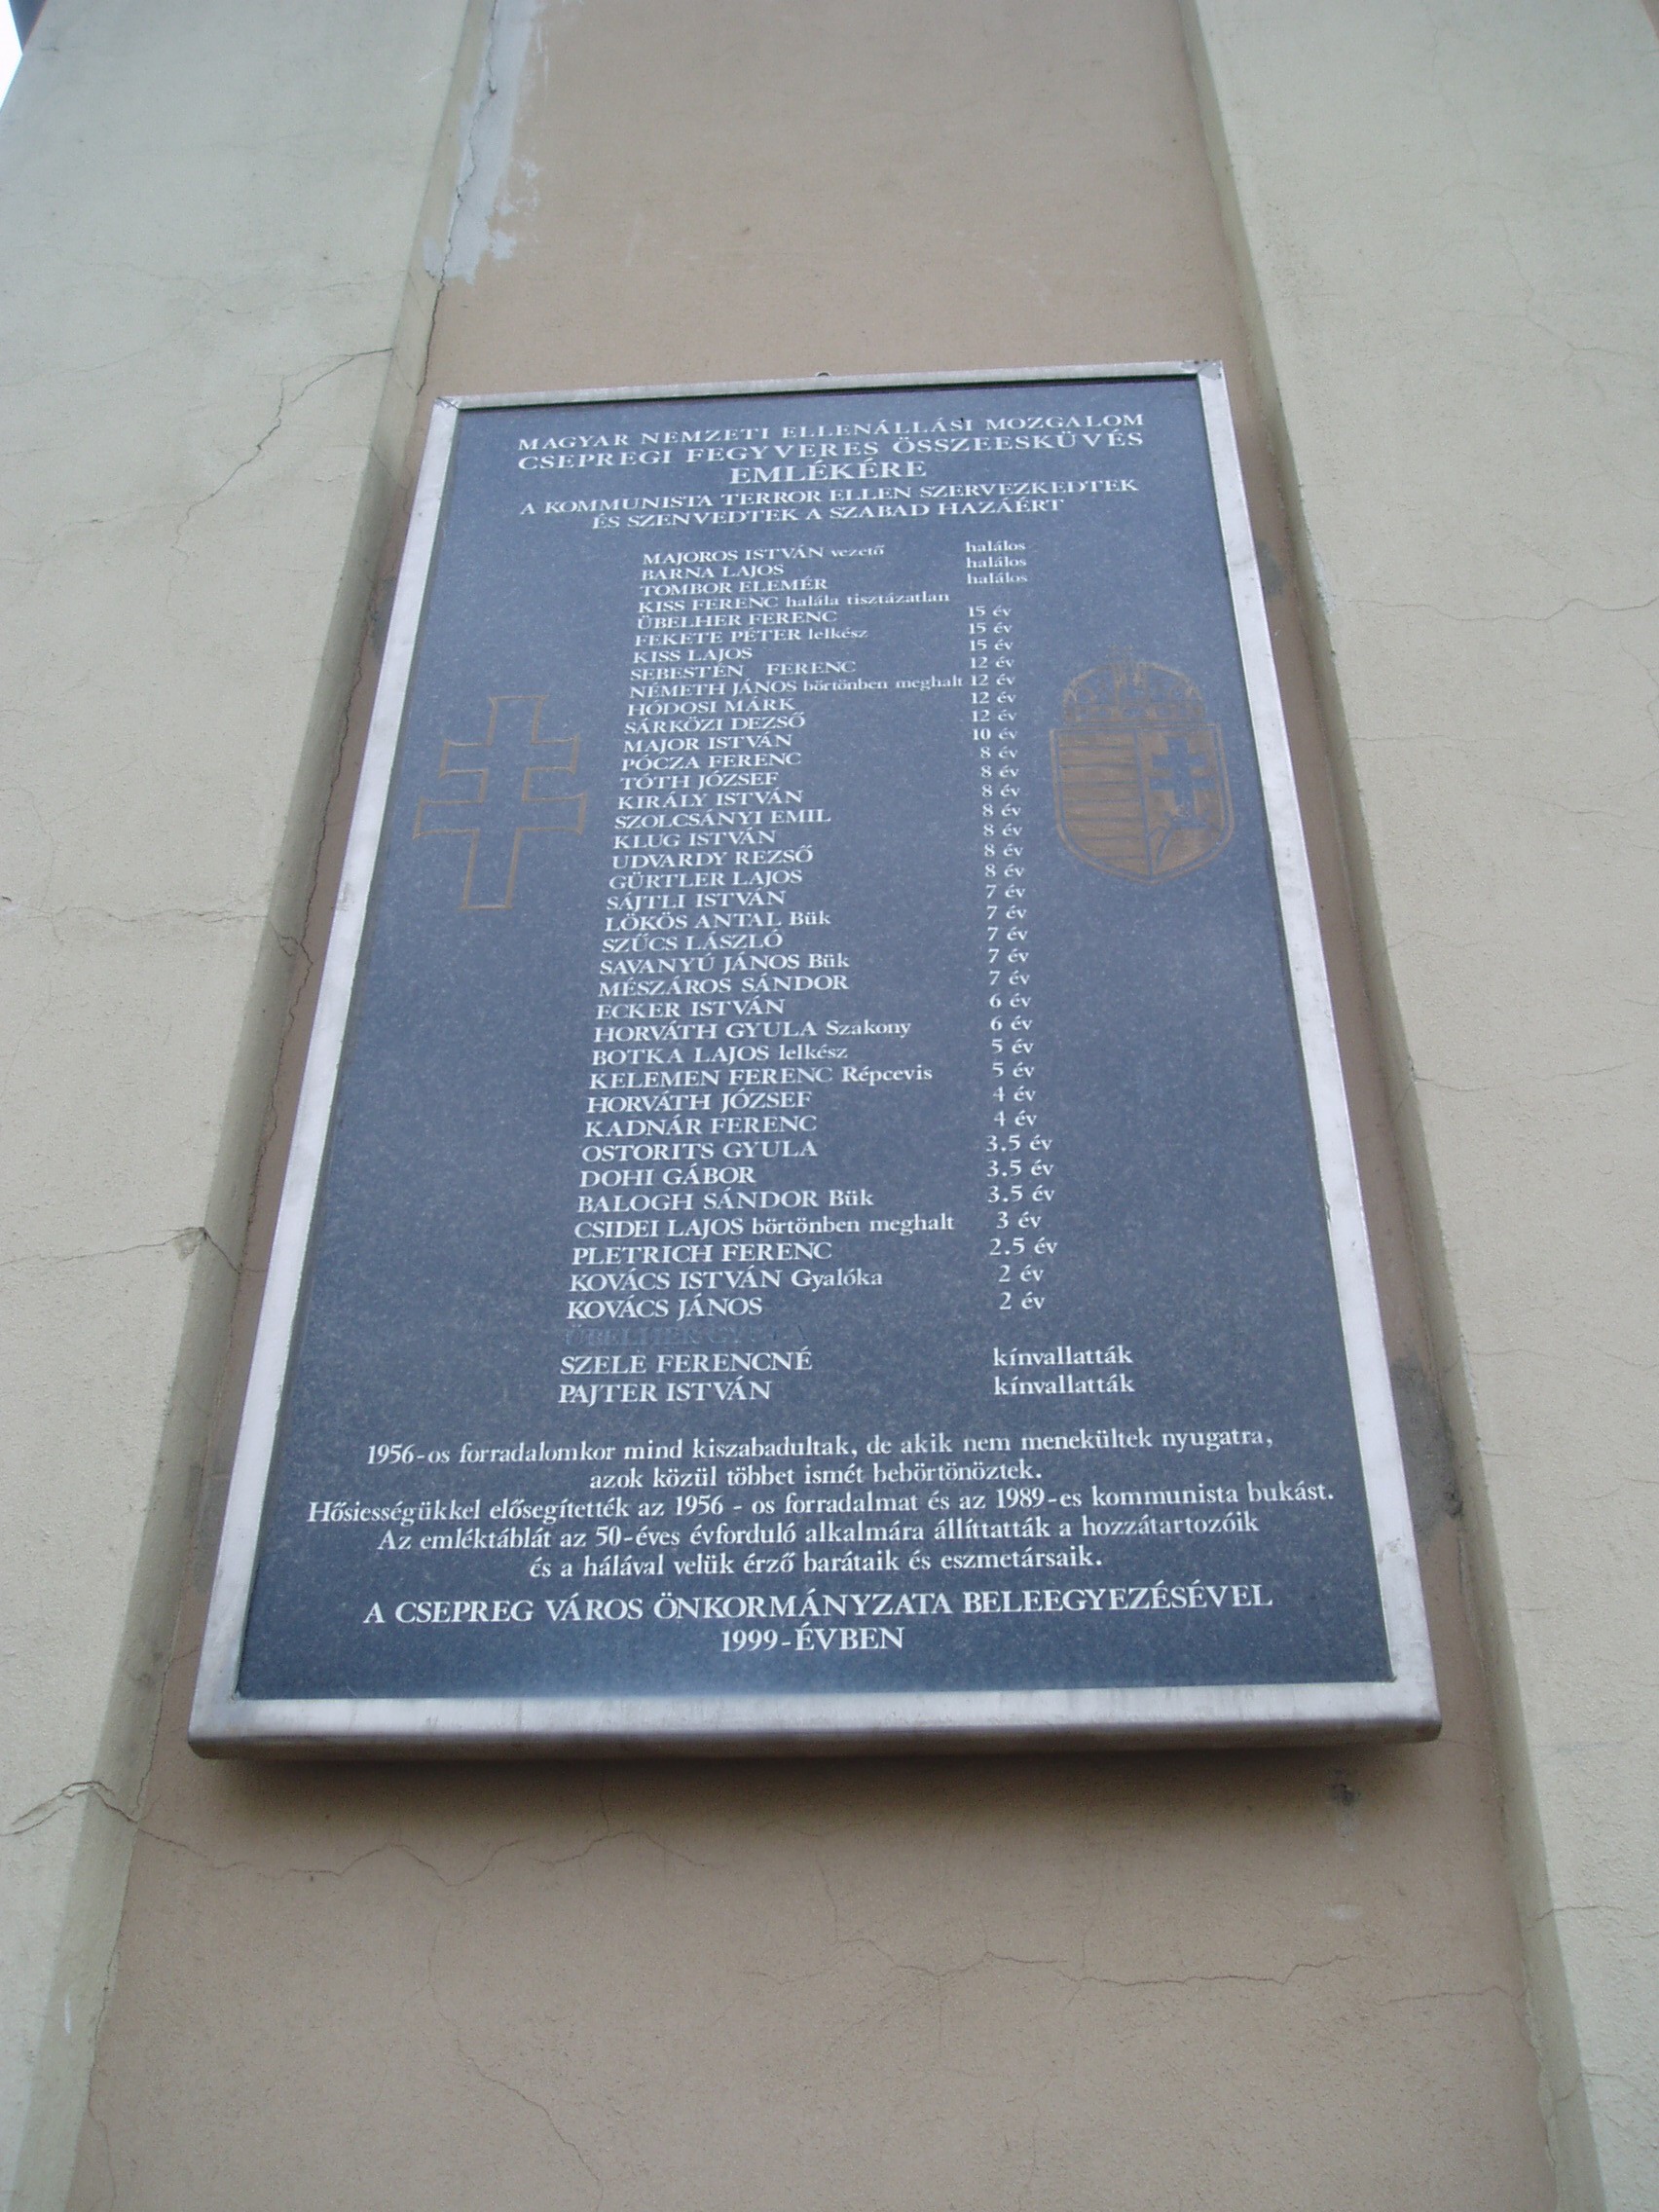 MAGYAR NEMZETI ELLENÁLLÁSI MOZGALOM
CSEPREGI FEGYVERES ÖSSZEESKÜVÉS
EMLÉKÉRE
A KOMMUNISTA TERROR ELLEN SZERVEZKEDTEK
ÉS SZENVEDTEK A SZABAD HAZÁÉRT
MAJOROS ISTVÁN vezető halálos
BARNA LAJOS halálos
TOMBOR ELEMÉR halálos
KISS FERENC halála tisztázatlan
ÜBELHER FERENC 15 év
FEKETE PÉTER lelkész 15 év
KISS LAJOS 15 év
SEBESTÉN FERENC 12 év
NÉMETH JÁNOS börtönben meghalt 12 év
HÓDOSI MÁRK 12 év
SÁRKÖZI DEZSŐ 12 év
MAJOR ISTVÁN 10 év
PÓCZA FERENC 8 év
TÓTH JÓZSEF 8 év
KIRÁLY ISTVÁN 8 év
SZOLCSÁNYI EMIL 8 év
KLUG ISTVÁN 8 év
UDVARDY REZSŐ 8 év
GÜRTLER LAJOS 8 év
SÁJTLI ISTVÁN 7 év
LÖKÖS ANTAL Bük 7 év
SZŰCS LÁSZLÓ 7 év
SAVANYÚ JÁNOS Bük 7 év
MÉSZÁROS SÁNDOR 7 év
ECKER ISTVÁN 6 év
HORVÁTH GYULA Szakony 6 év
BOTKA LAJOS lelkész 5 év
KELEMEN FERENC Répcevis 5 év
HORVÁTH JÓZSEF 4 év
KADNÁR FERENC 4 év
OSTORITS GYULA 3.5 év
DOHI GÁBOR 3.5 év
BALOGH SÁNDOR Bük 3.5 év
CSIDEI LAJOS börtönben meghalt 3 év
PLETRICH FERENC 2.5 év
KOVÁCS ISTVÁN Gyalóka 2 év
KOVÁCS JÁNOS 2 év
SZELE FERENCNÉ kínvallatták
PAJTER ISTVÁN kínvallatták
1956-os forradalomkor mind kiszabadultak, de akik nem menekültek nyugatra,
azok közül többet ismét bebörtönöztek.
Hősiességükkel elősegítették az 1956 - os forradalmat és az 1989-es kommunista bukást.
Az emléktáblát az 50-éves évforduló alkalmára állíttatták a hozzátartozóik
és a hálával velük érző barátaik és eszmetársaik.
A CSEPREG VÁROS ÖNKORMÁNYZATA BELEEGYEZÉSÉVEL
1999-ÉVBEN